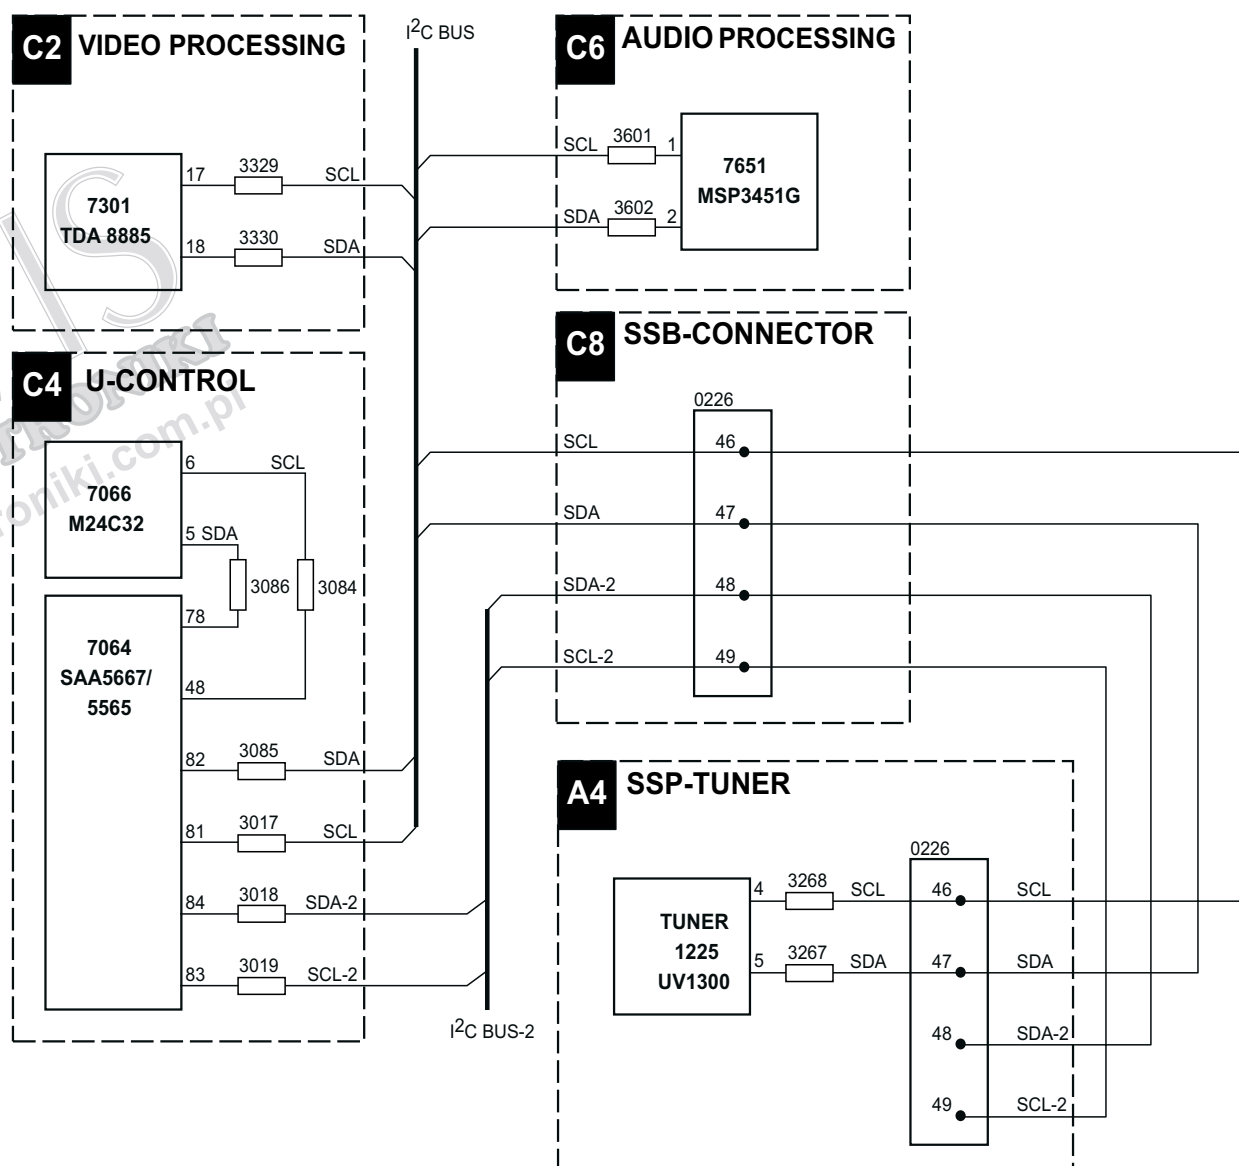 C2 VIDEO PROCESSING
7301
TDA 8885
17 3329 SCL
18 3330 SDA
I²C BUS
C6 AUDIO PROCESSING
SCL 3601 1
SDA 3602 2
7651
MSP3451G
C4 U-CONTROL
7066
M24C32
6 SCL
5 SDA
3086 3084
78
48
7064
SAA5667/
5565
82 3085 SDA
81 3017 SCL
84 3018 SDA-2
83 3019 SCL-2
I²C BUS-2
C8 SSB-CONNECTOR
0226
SCL 46
SDA 47
SDA-2 48
SCL-2 49
A4 SSP-TUNER
TUNER
1225
UV1300
4 3268 SCL
5 3267 SDA
0226
46 SCL
47 SDA
48 SDA-2
49 SCL-2